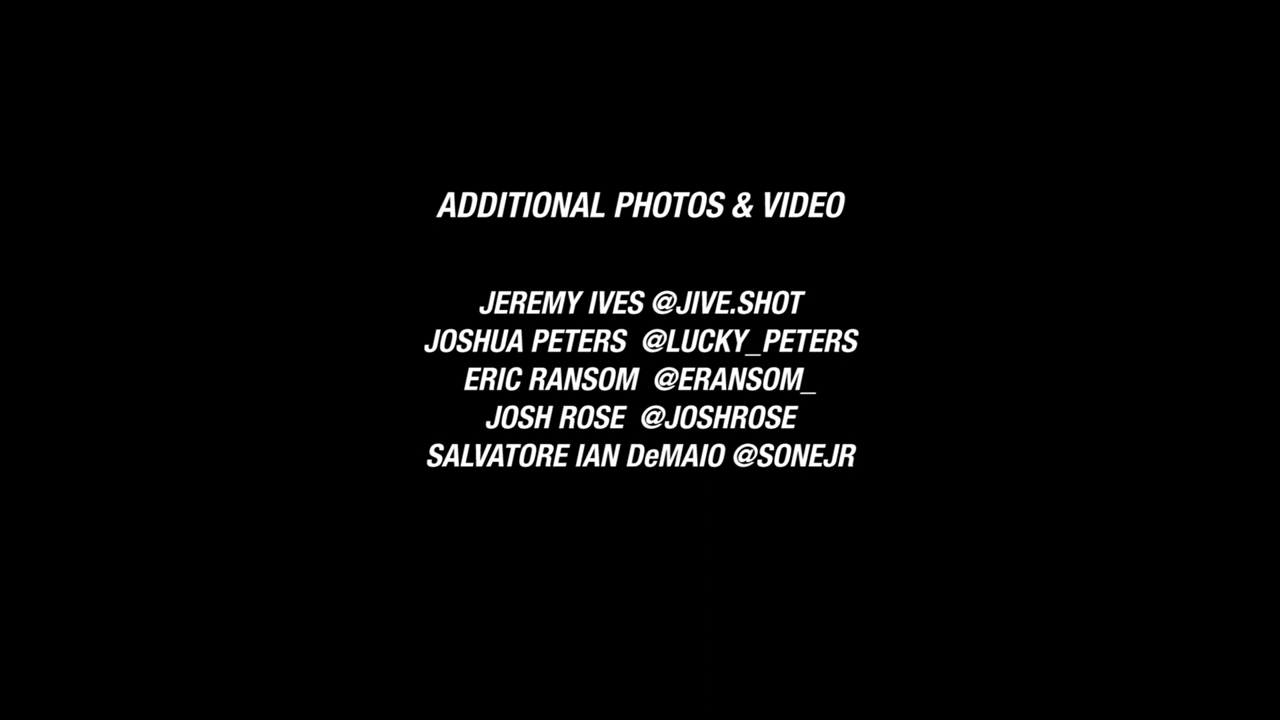 ADDITIONAL PHOTOS & VIDEO
JEREMY IVES @JIVE.SHOT
JOSHUA PETERS @LUCKY_PETERS
ERIC RANSOM @ERANSOM_
JOSH ROSE @JOSHROSE
SALVATORE IAN DeMAIO @SONEJR